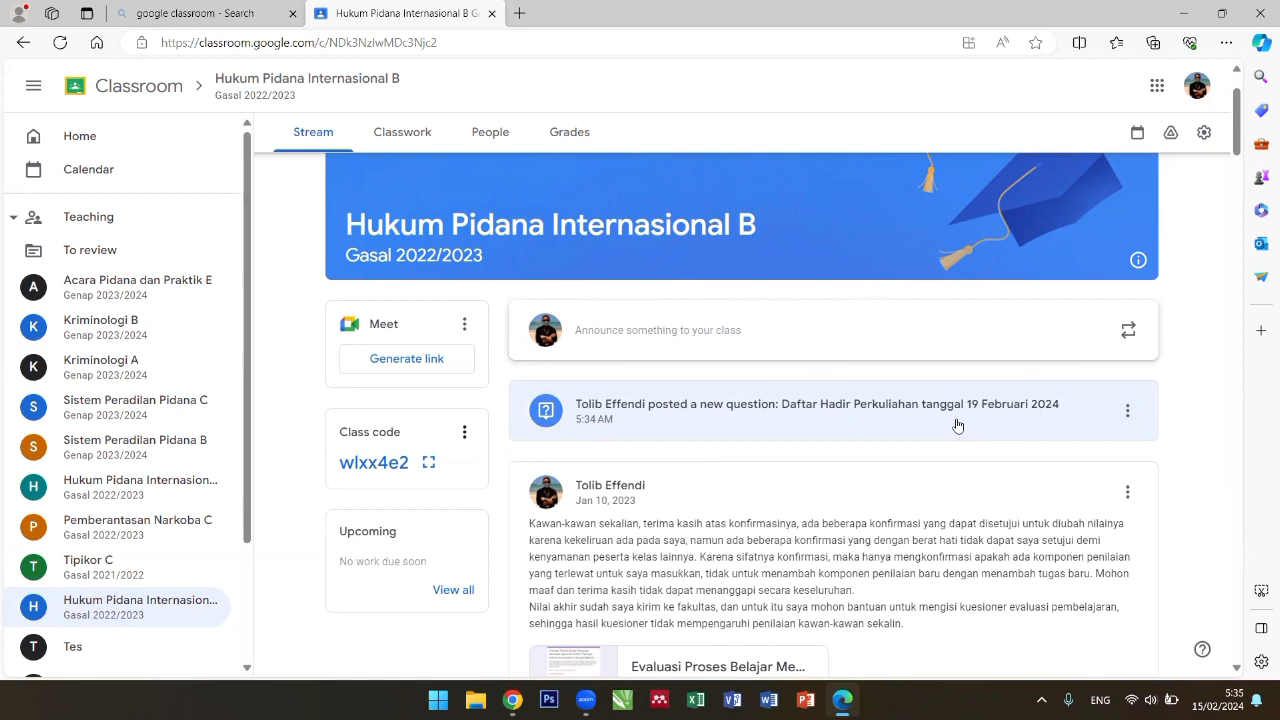 google classroom - Search
Hukum Pidana Internasional B G
https://classroom.google.com/c/NDk3NzIwMDc3Njc2
Classroom
Hukum Pidana Internasional B
Gasal 2022/2023
Stream
Classwork
People
Grades
Home
Calendar
Teaching
To review
A
Acara Pidana dan Praktik E
Genap 2023/2024
K
Kriminologi B
Genap 2023/2024
K
Kriminologi A
Genap 2023/2024
S
Sistem Peradilan Pidana C
Genap 2023/2024
S
Sistem Peradilan Pidana B
Genap 2023/2024
H
Hukum Pidana Internasion...
Gasal 2022/2023
P
Pemberantasan Narkoba C
Gasal 2022/2023
T
Tipikor C
Gasal 2021/2022
H
Hukum Pidana Internasion...
Gasal 2022/2023
T
Tes
Hukum Pidana Internasional B
Gasal 2022/2023
Meet
Generate link
Class code
wlxx4e2
Upcoming
No work due soon
View all
Announce something to your class
Tolib Effendi posted a new question: Daftar Hadir Perkuliahan tanggal 19 Februari 2024
5:34 AM
Tolib Effendi
Jan 10, 2023
Kawan-kawan sekalian, terima kasih atas konfirmasinya, ada beberapa konfirmasi yang dapat disetujui untuk diubah nilainya
karena kekeliruan ada pada saya, namun ada beberapa konfirmasi yang dengan berat hati tidak dapat saya setujui demi
kenyamanan peserta kelas lainnya. Karena sifatnya konfirmasi, maka hanya mengkonfirmasi apakah ada komponen penilaian
yang terlewat untuk saya masukkan, tidak untuk menambah komponen penilaian baru dengan menambah tugas baru. Mohon
maaf dan terima kasih tidak dapat menanggapi secara keseluruhan.
Nilai akhir sudah saya kirim ke fakultas, dan untuk itu saya mohon bantuan untuk mengisi kuesioner evaluasi pembelajaran,
sehingga hasil kuesioner tidak mempengaruhi penilaian kawan-kawan sekalin.
Evaluasi Proses Belajar Me...
ENG
5:35
15/02/2024